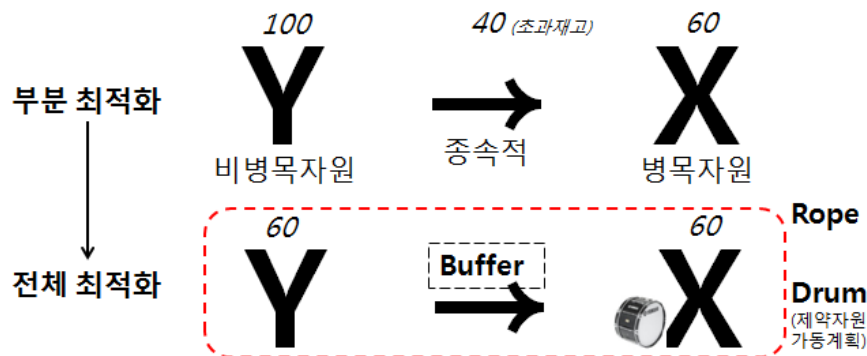 100 40 (초과재고) 60
부분 최적화 Y X
비병목자원 종속적 병목자원
60 60 Rope
Buffer
전체 최적화 Y X Drum
(제약자원
가동계획)